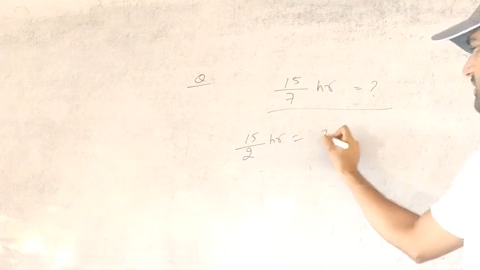 Q 15/7 hr = ?
15/2 hr =